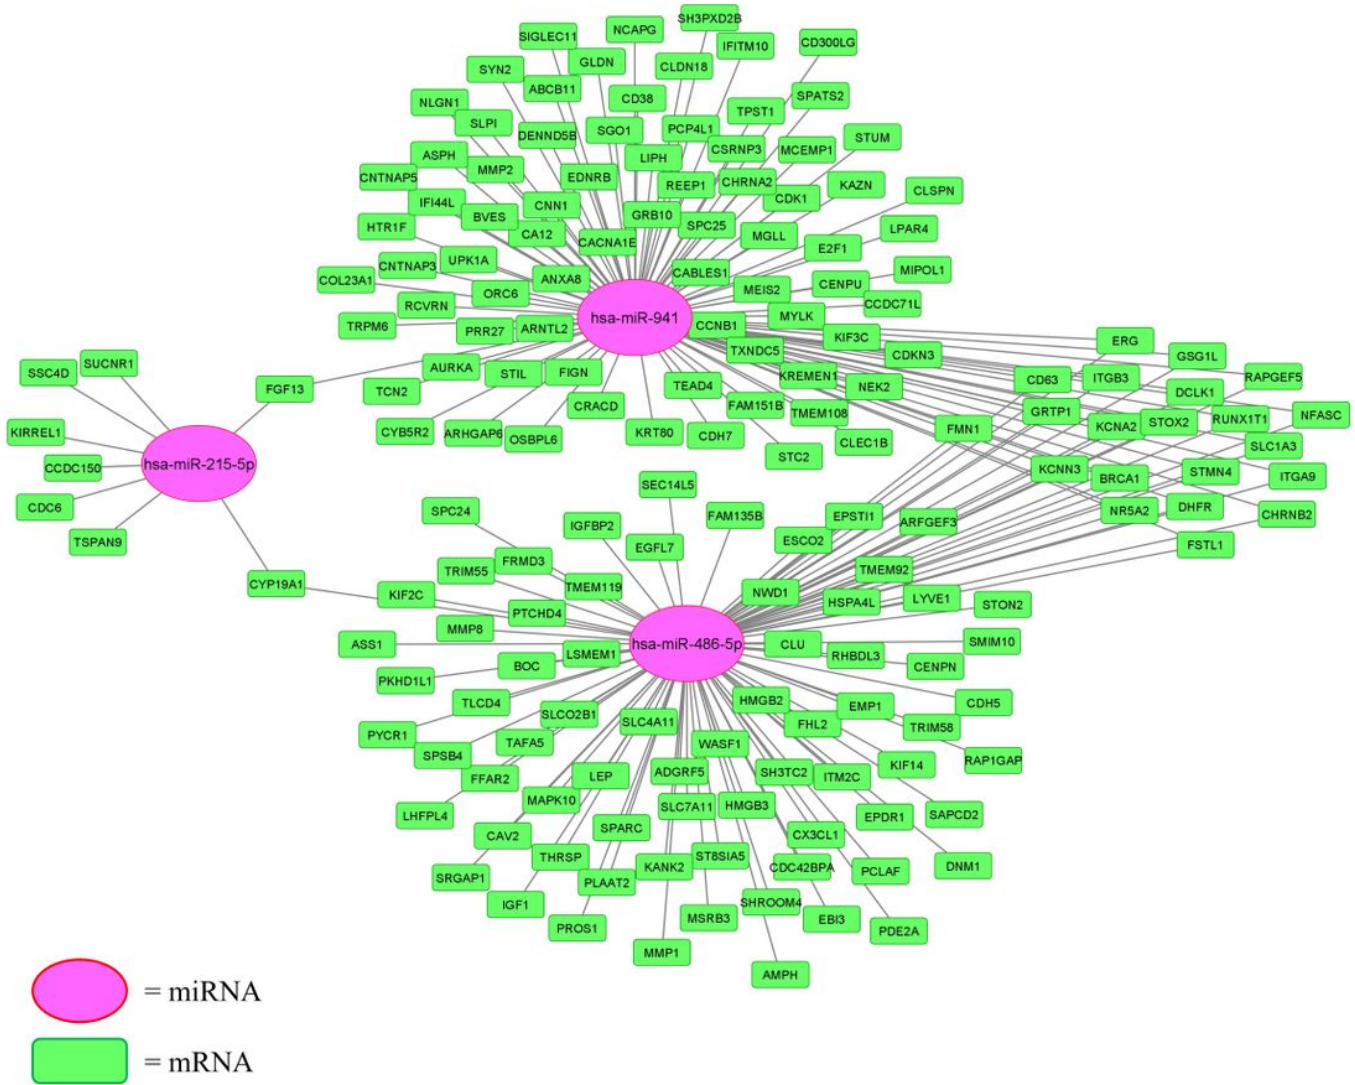 SH3PXD2B
NCAPG
SIGLEC11
IFITM10
CD300LG
GLDN
CLDN18
SYN2
ABCB11
CD38
SPATS2
NLGN1
TPST1
SLPI
DENND5B
SGO1
PCP4L1
STUM
CSRNP3
MCEMP1
ASPH
LIPH
MMP2
CNTNAP5
EDNRB
REEP1
CHRNA2
KAZN
CLSPN
CDK1
IFI44L
CNN1
BVES
GRB10
SPC25
HTR1F
CA12
CACNA1E
MGLL
LPAR4
E2F1
CNTNAP3
UPK1A
COL23A1
ANXA8
CABLES1
MIPOL1
CENPU
ORC6
MEIS2
RCVRN
CCDC71L
TRPM6
PRR27
ARNTL2
hsa-miR-941
CCNB1
MYLK
KIF3C
ERG
TXNDC5
CDKN3
GSG1L
SUCNR1
SSC4D
AURKA
STIL
FIGN
KREMEN1
CD63
ITGB3
RAPGEF5
FGF13
TCN2
TEAD4
NEK2
DCLK1
CRACD
FAM151B
TMEM108
GRTP1
NFASC
KIRREL1
CYB5R2
ARHGAP6
OSBPL6
KRT80
CDH7
CLEC1B
FMN1
KCNA2
STOX2
RUNX1T1
SLC1A3
hsa-miR-215-5p
CCDC150
STC2
KCNN3
BRCA1
STMN4
ITGA9
CDC6
SEC14L5
SPC24
IGFBP2
FAM135B
EPSTI1
ARFGEF3
NR5A2
DHFR
CHRNB2
TSPAN9
EGFL7
ESCO2
FSTL1
CYP19A1
FRMD3
TRIM55
TMEM119
TMEM92
NWD1
KIF2C
PTCHD4
HSPA4L
LYVE1
STON2
MMP8
ASS1
hsa-miR-486-5p
CLU
SMIM10
LSMEM1
RHBDL3
BOC
CENPN
PKHD1L1
TLCD4
HMGB2
EMP1
CDH5
SLCO2B1
SLC4A11
FHL2
TRIM58
PYCR1
TAFA5
WASF1
SPSB4
RAP1GAP
FFAR2
LEP
ADGRF5
SH3TC2
ITM2C
KIF14
MAPK10
SLC7A11
HMGB3
LHFPL4
EPDR1
SAPCD2
CAV2
SPARC
CX3CL1
THRSP
KANK2
ST8SIA5
CDC42BPA
PCLAF
DNM1
SRGAP1
PLAAT2
IGF1
SHROOM4
PROS1
MSRB3
EBI3
PDE2A
MMP1
AMPH
= miRNA
= mRNA